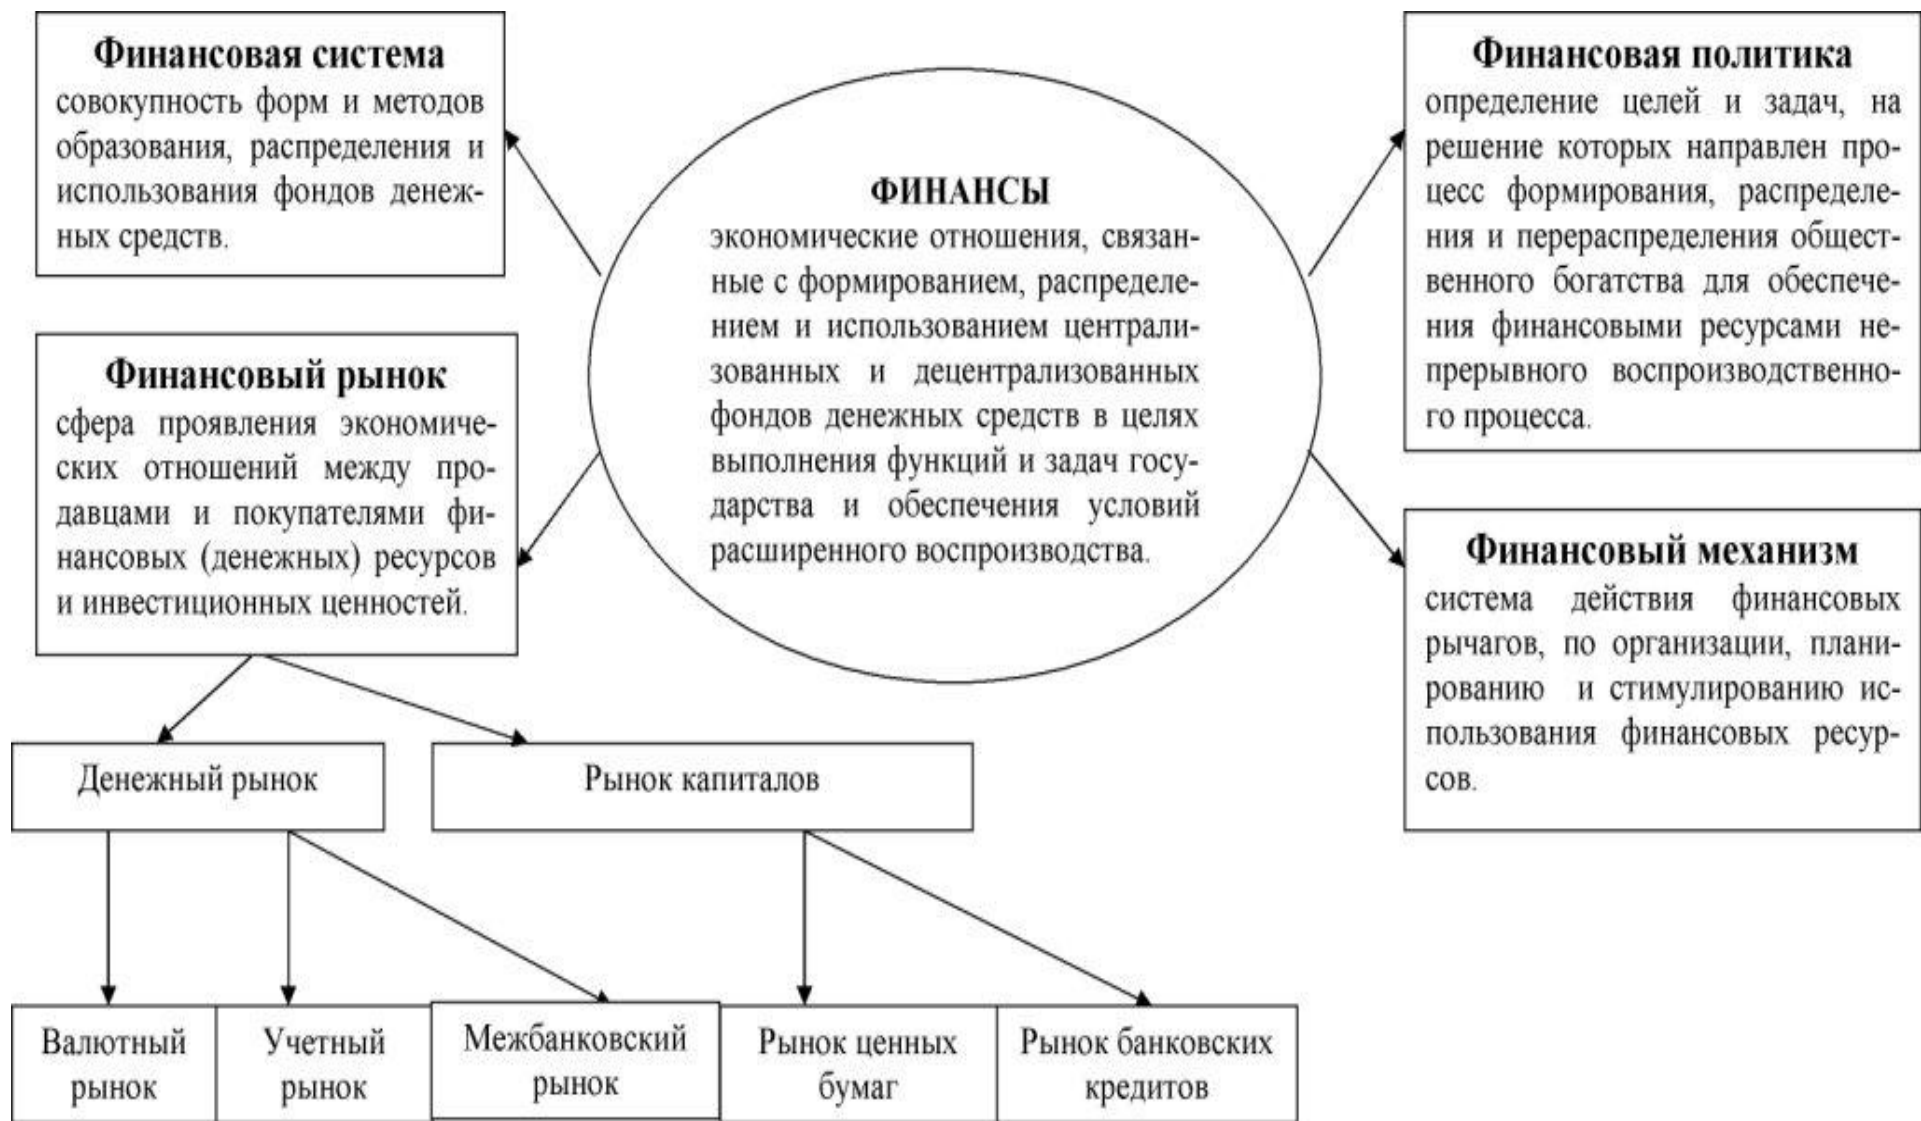 Финансовая система
совокупность форм и методов
образования, распределения и
использования фондов денеж-
ных средств.
Финансовый рынок
сфера проявления экономиче-
ских отношений между про-
давцами и покупателями фи-
нансовых (денежных) ресурсов
и инвестиционных ценностей.
ФИНАНСЫ
экономические отношения, связан-
ные с формированием, распределе-
нием и использованием централи-
зованных и децентрализованных
фондов денежных средств в целях
выполнения функций и задач госу-
дарства и обеспечения условий
расширенного воспроизводства.
Финансовая политика
определение целей и задач, на
решение которых направлен про-
цесс формирования, распределе-
ния и перераспределения общест-
венного богатства для обеспече-
ния финансовыми ресурсами не-
прерывного воспроизводственно-
го процесса.
Финансовый механизм
система действия финансовых
рычагов, по организации, плани-
рованию и стимулированию ис-
пользования финансовых ресур-
сов.
Денежный рынок
Рынок капиталов
Валютный
рынок
Учетный
рынок
Межбанковский
рынок
Рынок ценных
бумаг
Рынок банковских
кредитов